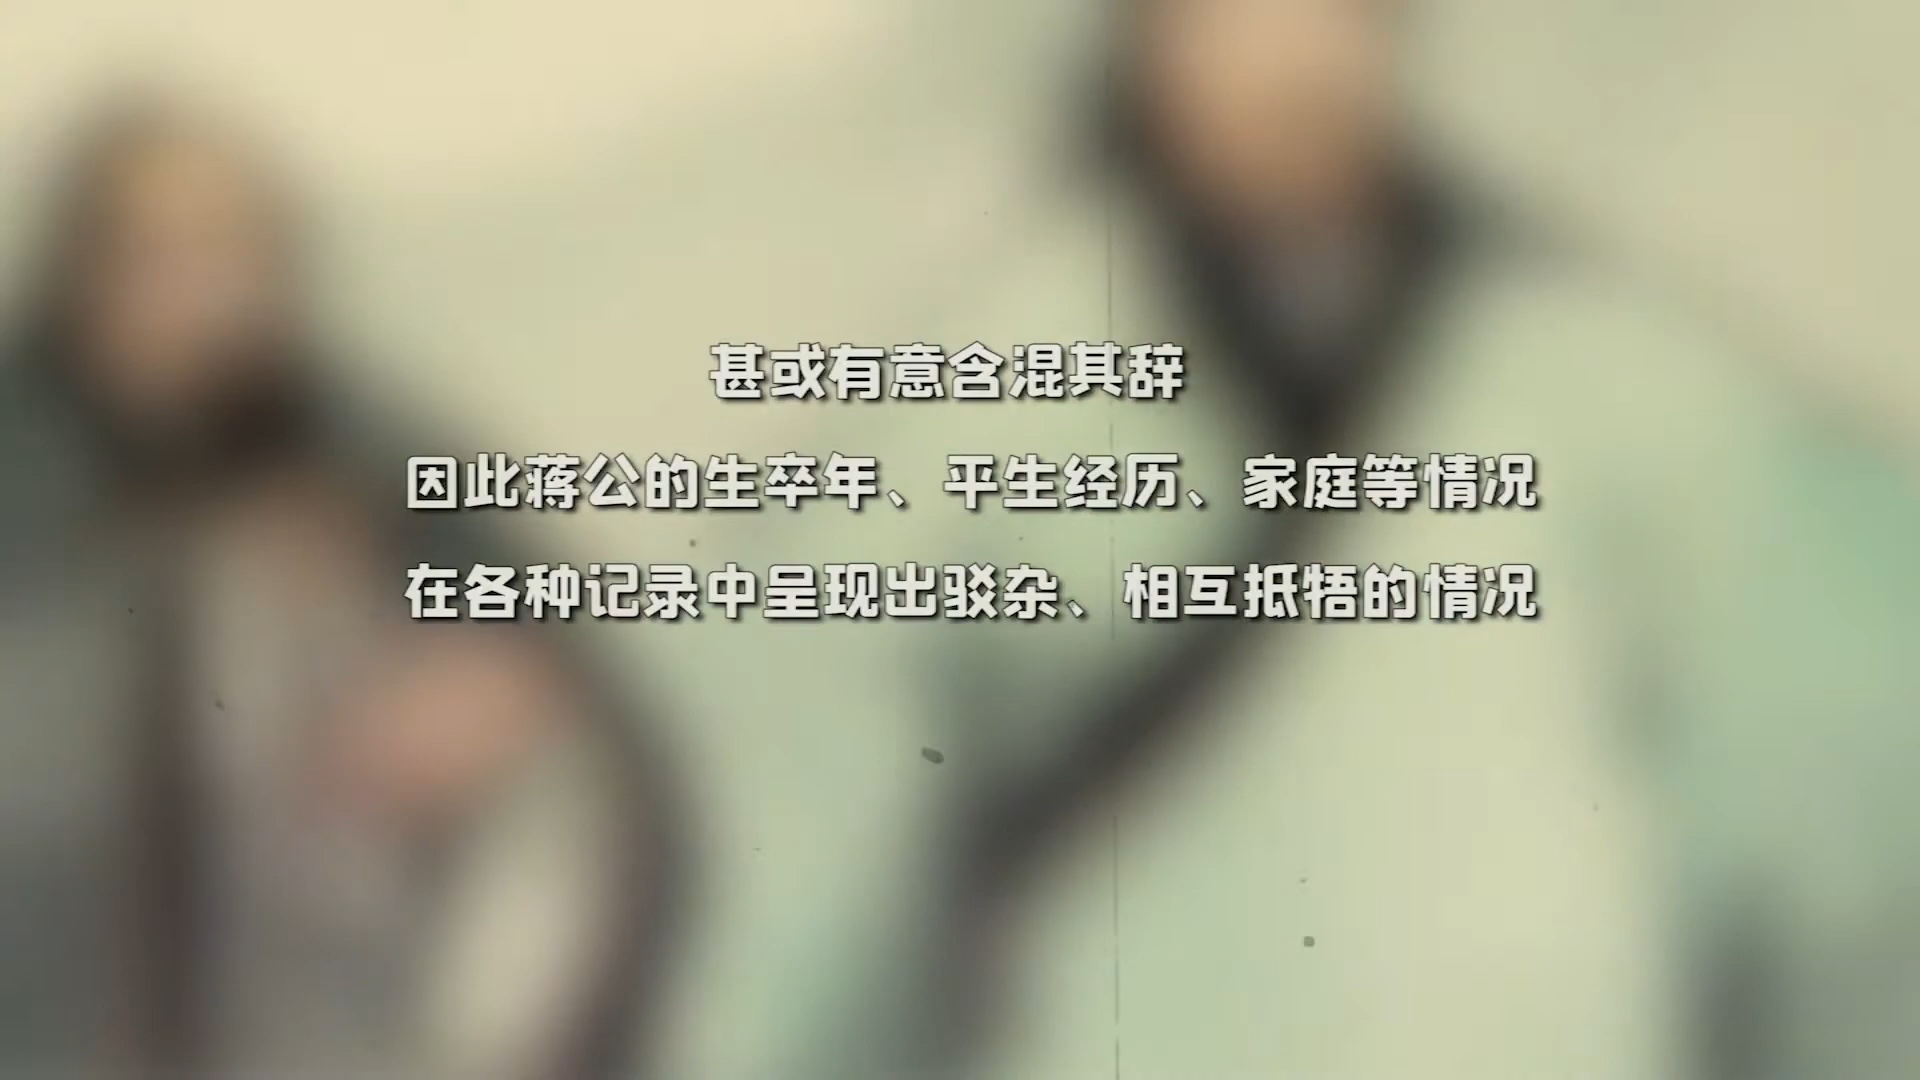 甚或有意含混其辞
因此蒋公的生卒年、平生经历、家庭等情况
在各种记录中呈现出驳杂、相互抵牾的情况